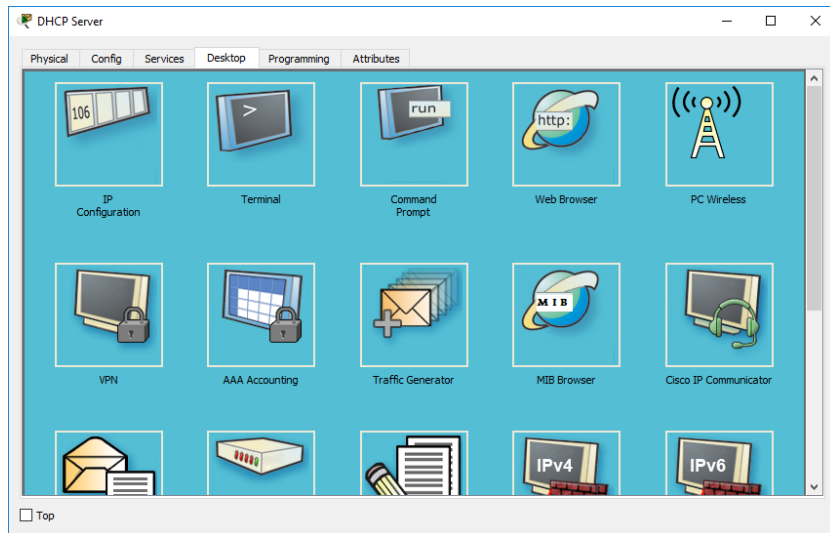 DHCP Server
Physical Config Services Desktop Programming Attributes
106
>
run
http:
IP
Configuration
Terminal
Command
Prompt
Web Browser
PC Wireless
MIB
VPN
AAA Accounting
Traffic Generator
MIB Browser
Cisco IP Communicator
IPv4
IPv6
Top